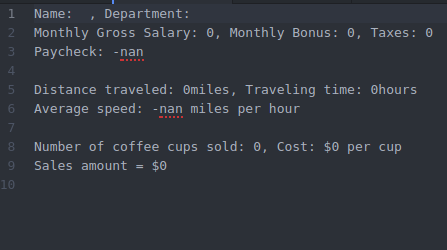 1 Name:  , Department:
2 Monthly Gross Salary: 0, Monthly Bonus: 0, Taxes: 0
3 Paycheck: -nan
4
5 Distance traveled: 0miles, Traveling time: 0hours
6 Average speed: -nan miles per hour
7
8 Number of coffee cups sold: 0, Cost: $0 per cup
9 Sales amount = $0
10